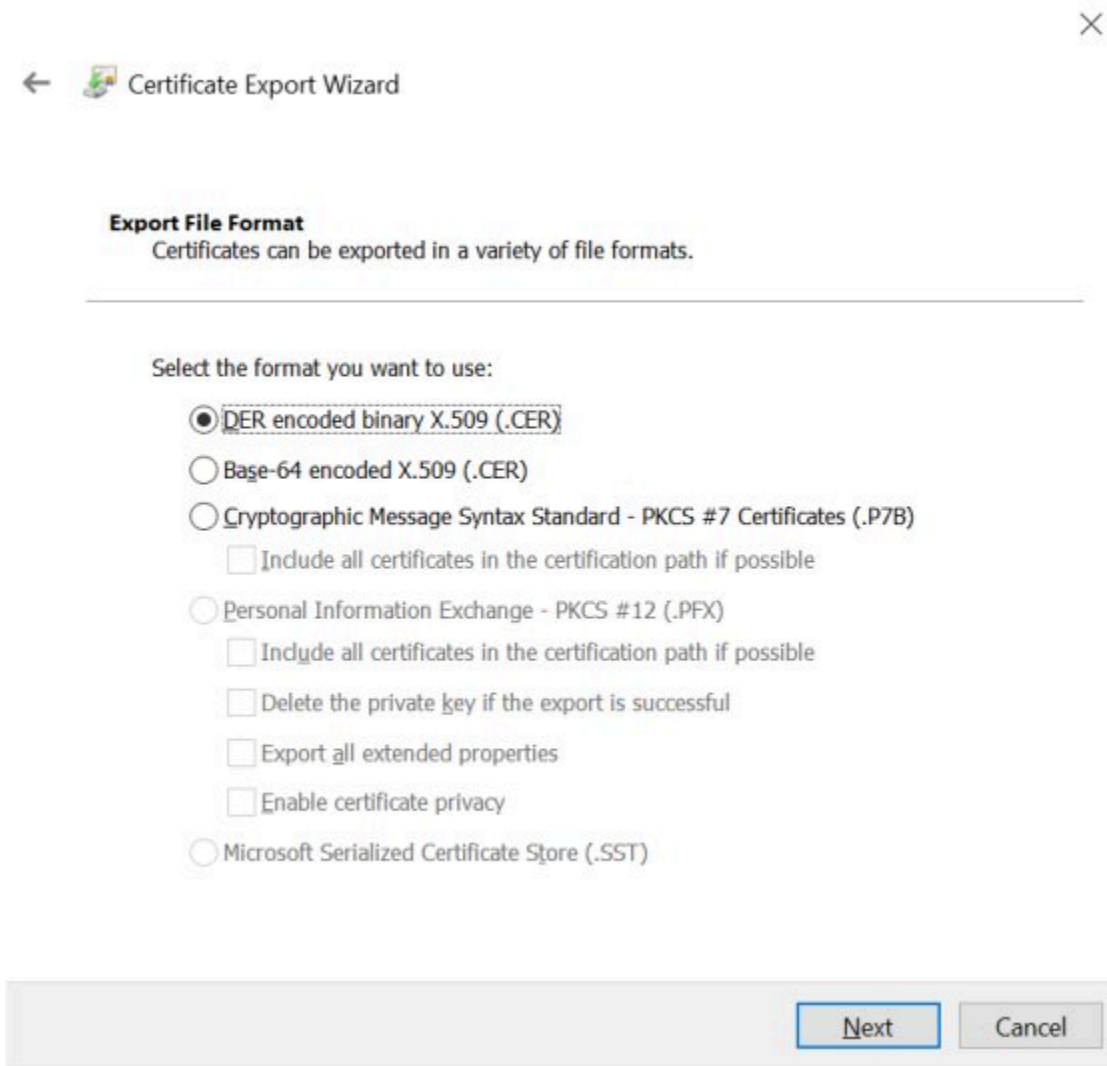 Certificate Export Wizard
Export File Format
Certificates can be exported in a variety of file formats.
Select the format you want to use:
DER encoded binary X.509 (.CER)
Base-64 encoded X.509 (.CER)
Cryptographic Message Syntax Standard - PKCS #7 Certificates (.P7B)
Include all certificates in the certification path if possible
Personal Information Exchange - PKCS #12 (.PFX)
Include all certificates in the certification path if possible
Delete the private key if the export is successful
Export all extended properties
Enable certificate privacy
Microsoft Serialized Certificate Store (.SST)
Next Cancel